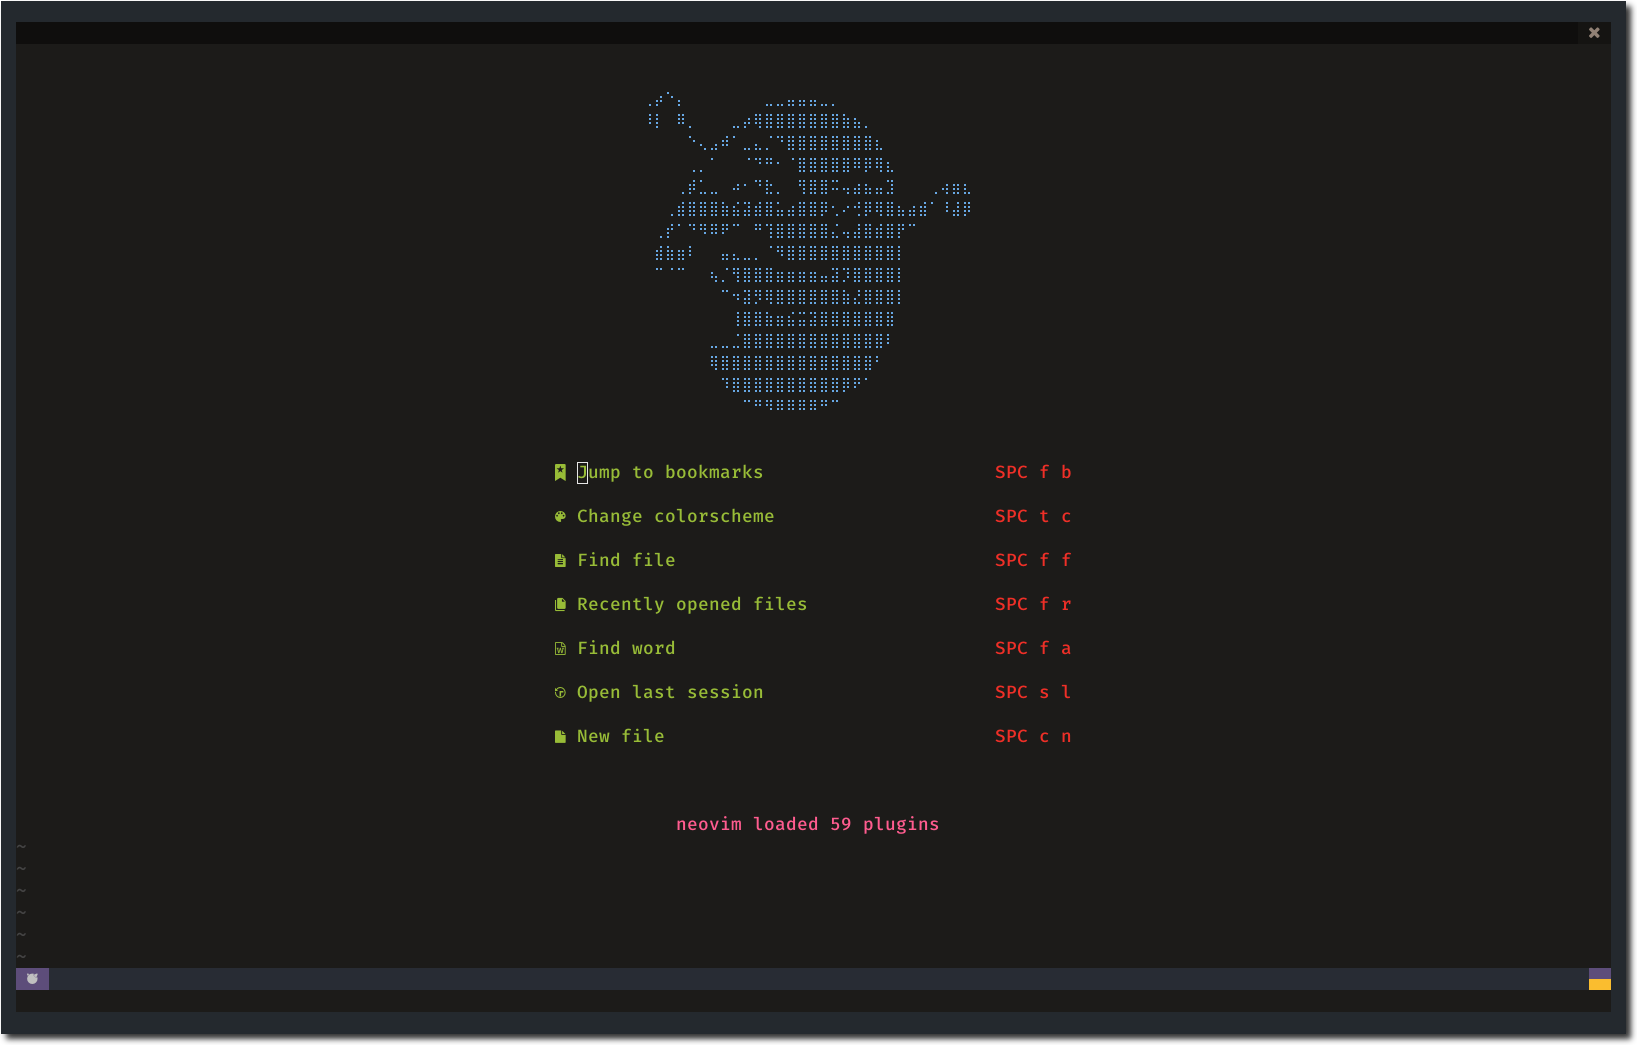 Jump to bookmarks SPC f b
Change colorscheme SPC t c
Find file SPC f f
Recently opened files SPC f r
Find word SPC f a
Open last session SPC s l
New file SPC c n
neovim loaded 59 plugins
~
~
~
~
~
~